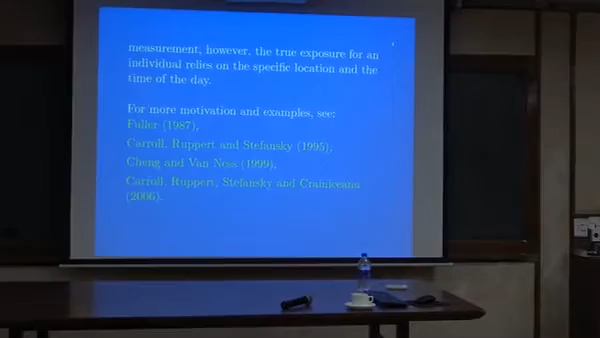 measurement, however, the true exposure for an
individual relies on the specific location and the
time of the day.
For more motivation and examples, see:
Fuller (1987),
Carroll, Ruppert and Stefansky (1995),
Cheng and Van Ness (1999),
Carroll, Ruppert, Stefansky and Crainiceanu
(2006).